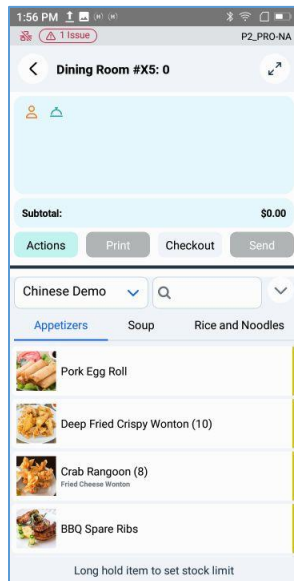 1:56 PM
1 Issue
P2_PRO-NA
Dining Room #X5: 0
Subtotal: $0.00
Actions Print Checkout Send
Chinese Demo
Appetizers Soup Rice and Noodles
Pork Egg Roll
Deep Fried Crispy Wonton (10)
Crab Rangoon (8)
Fried Cheese Wonton
BBQ Spare Ribs
Long hold item to set stock limit